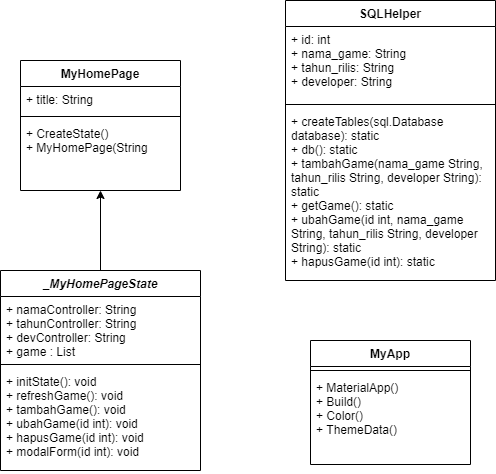 MyHomePage
+ title: String
+ CreateState()
+ MyHomePage(String
SQLHelper
+ id: int
+ nama_game: String
+ tahun_rilis: String
+ developer: String
+ createTables(sql.Database
database): static
+ db(): static
+ tambahGame(nama_game String,
tahun_rilis String, developer String):
static
+ getGame(): static
+ ubahGame(id int, nama_game
String, tahun_rilis String, developer
String): static
+ hapusGame(id int): static
_MyHomePageState
+ namaController: String
+ tahunController: String
+ devController: String
+ game : List
+ initState(): void
+ refreshGame(): void
+ tambahGame(): void
+ ubahGame(id int): void
+ hapusGame(id int): void
+ modalForm(id int): void
MyApp
+ MaterialApp()
+ Build()
+ Color()
+ ThemeData()